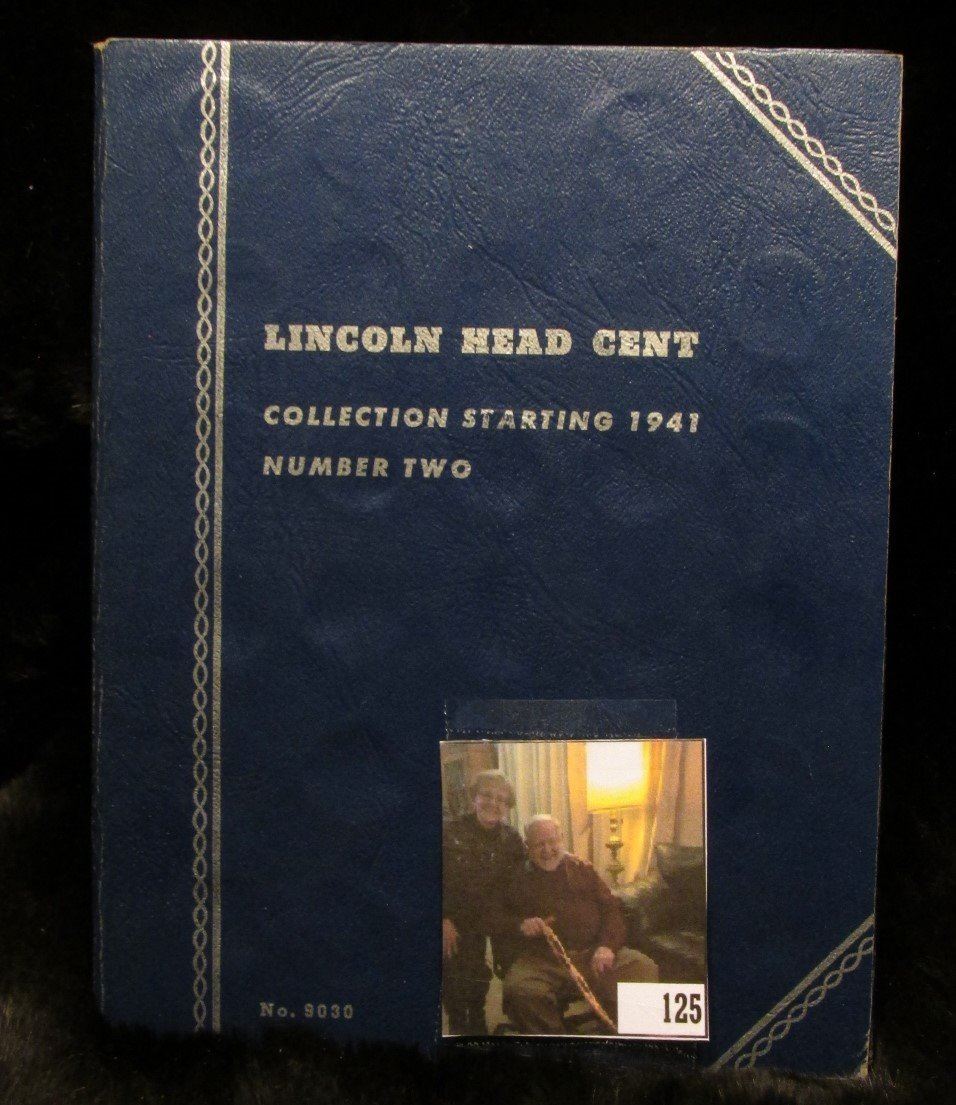 LINCOLN HEAD CENT
COLLECTION STARTING 1941
NUMBER TWO
No. 9030
125